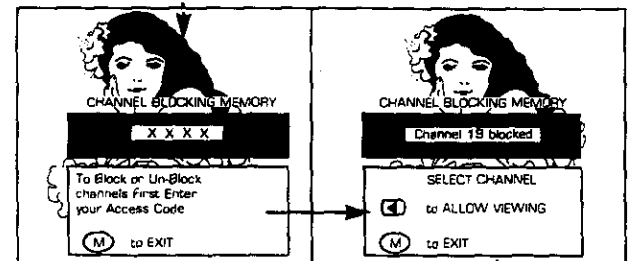 CHANNEL BLOCKING MEMORY
X X X X
To Block or Un-Block
channels first Enter
your Access Code
M to EXIT
CHANNEL BLOCKING MEMORY
Channel 19 blocked
SELECT CHANNEL
to ALLOW VIEWING
M to EXIT